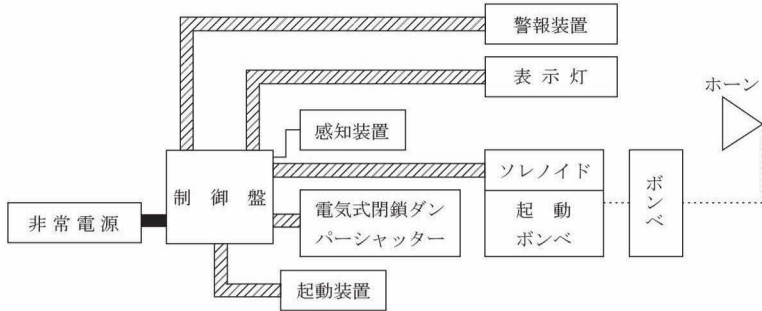 警報装置
表示灯
ホーン
感知装置
ソレノイド
ボンベ
制御盤
非常電源
電気式閉鎖ダン
パーシャッター
起動
ボンベ
起動装置